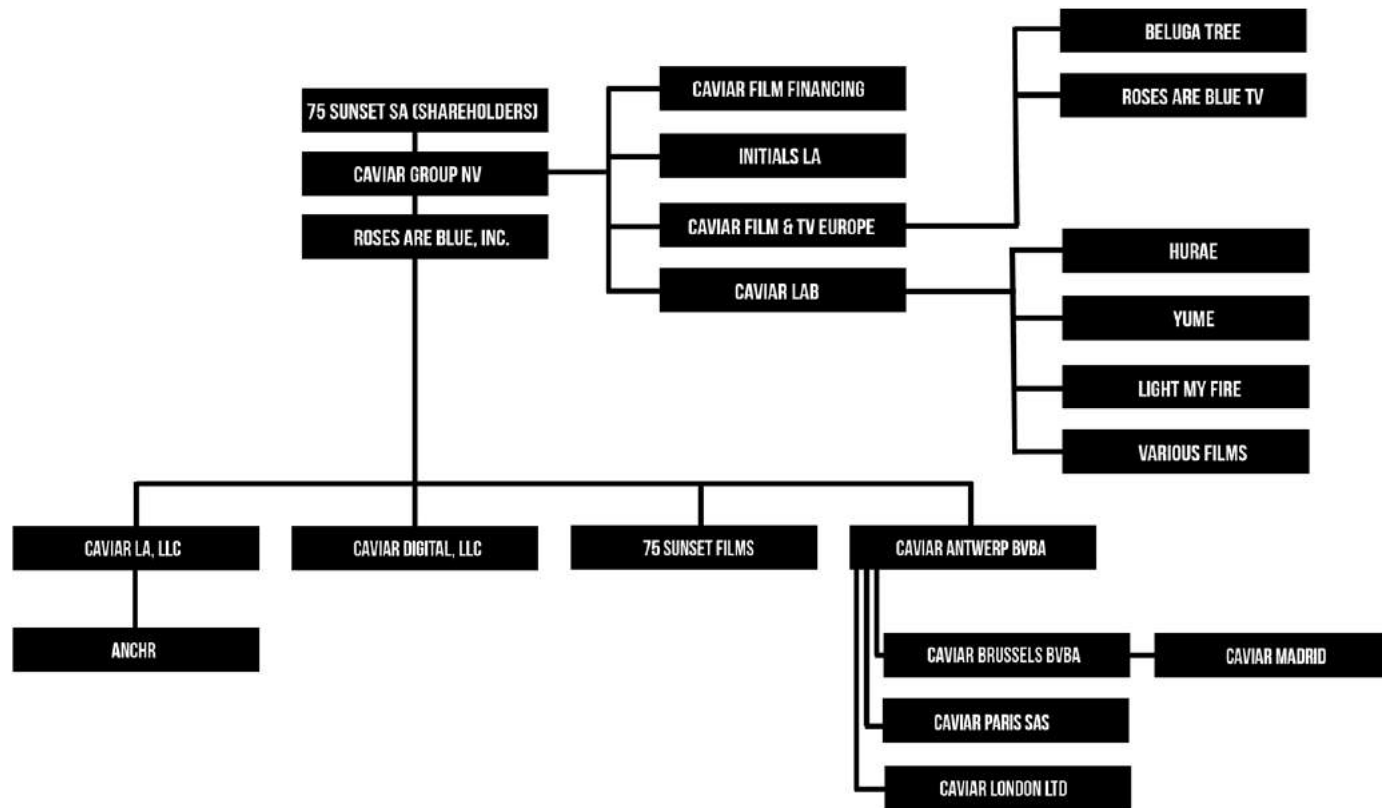 75 SUNSET SA (SHAREHOLDERS)
CAVIAR GROUP NV
ROSES ARE BLUE, INC.
CAVIAR FILM FINANCING
INITIALS LA
CAVIAR FILM & TV EUROPE
CAVIAR LAB
BELUGA TREE
ROSES ARE BLUE TV
HURAE
YUME
LIGHT MY FIRE
VARIOUS FILMS
CAVIAR LA, LLC
CAVIAR DIGITAL, LLC
75 SUNSET FILMS
CAVIAR ANTWERP BVBA
ANCHR
CAVIAR BRUSSELS BVBA
CAVIAR MADRID
CAVIAR PARIS SAS
CAVIAR LONDON LTD